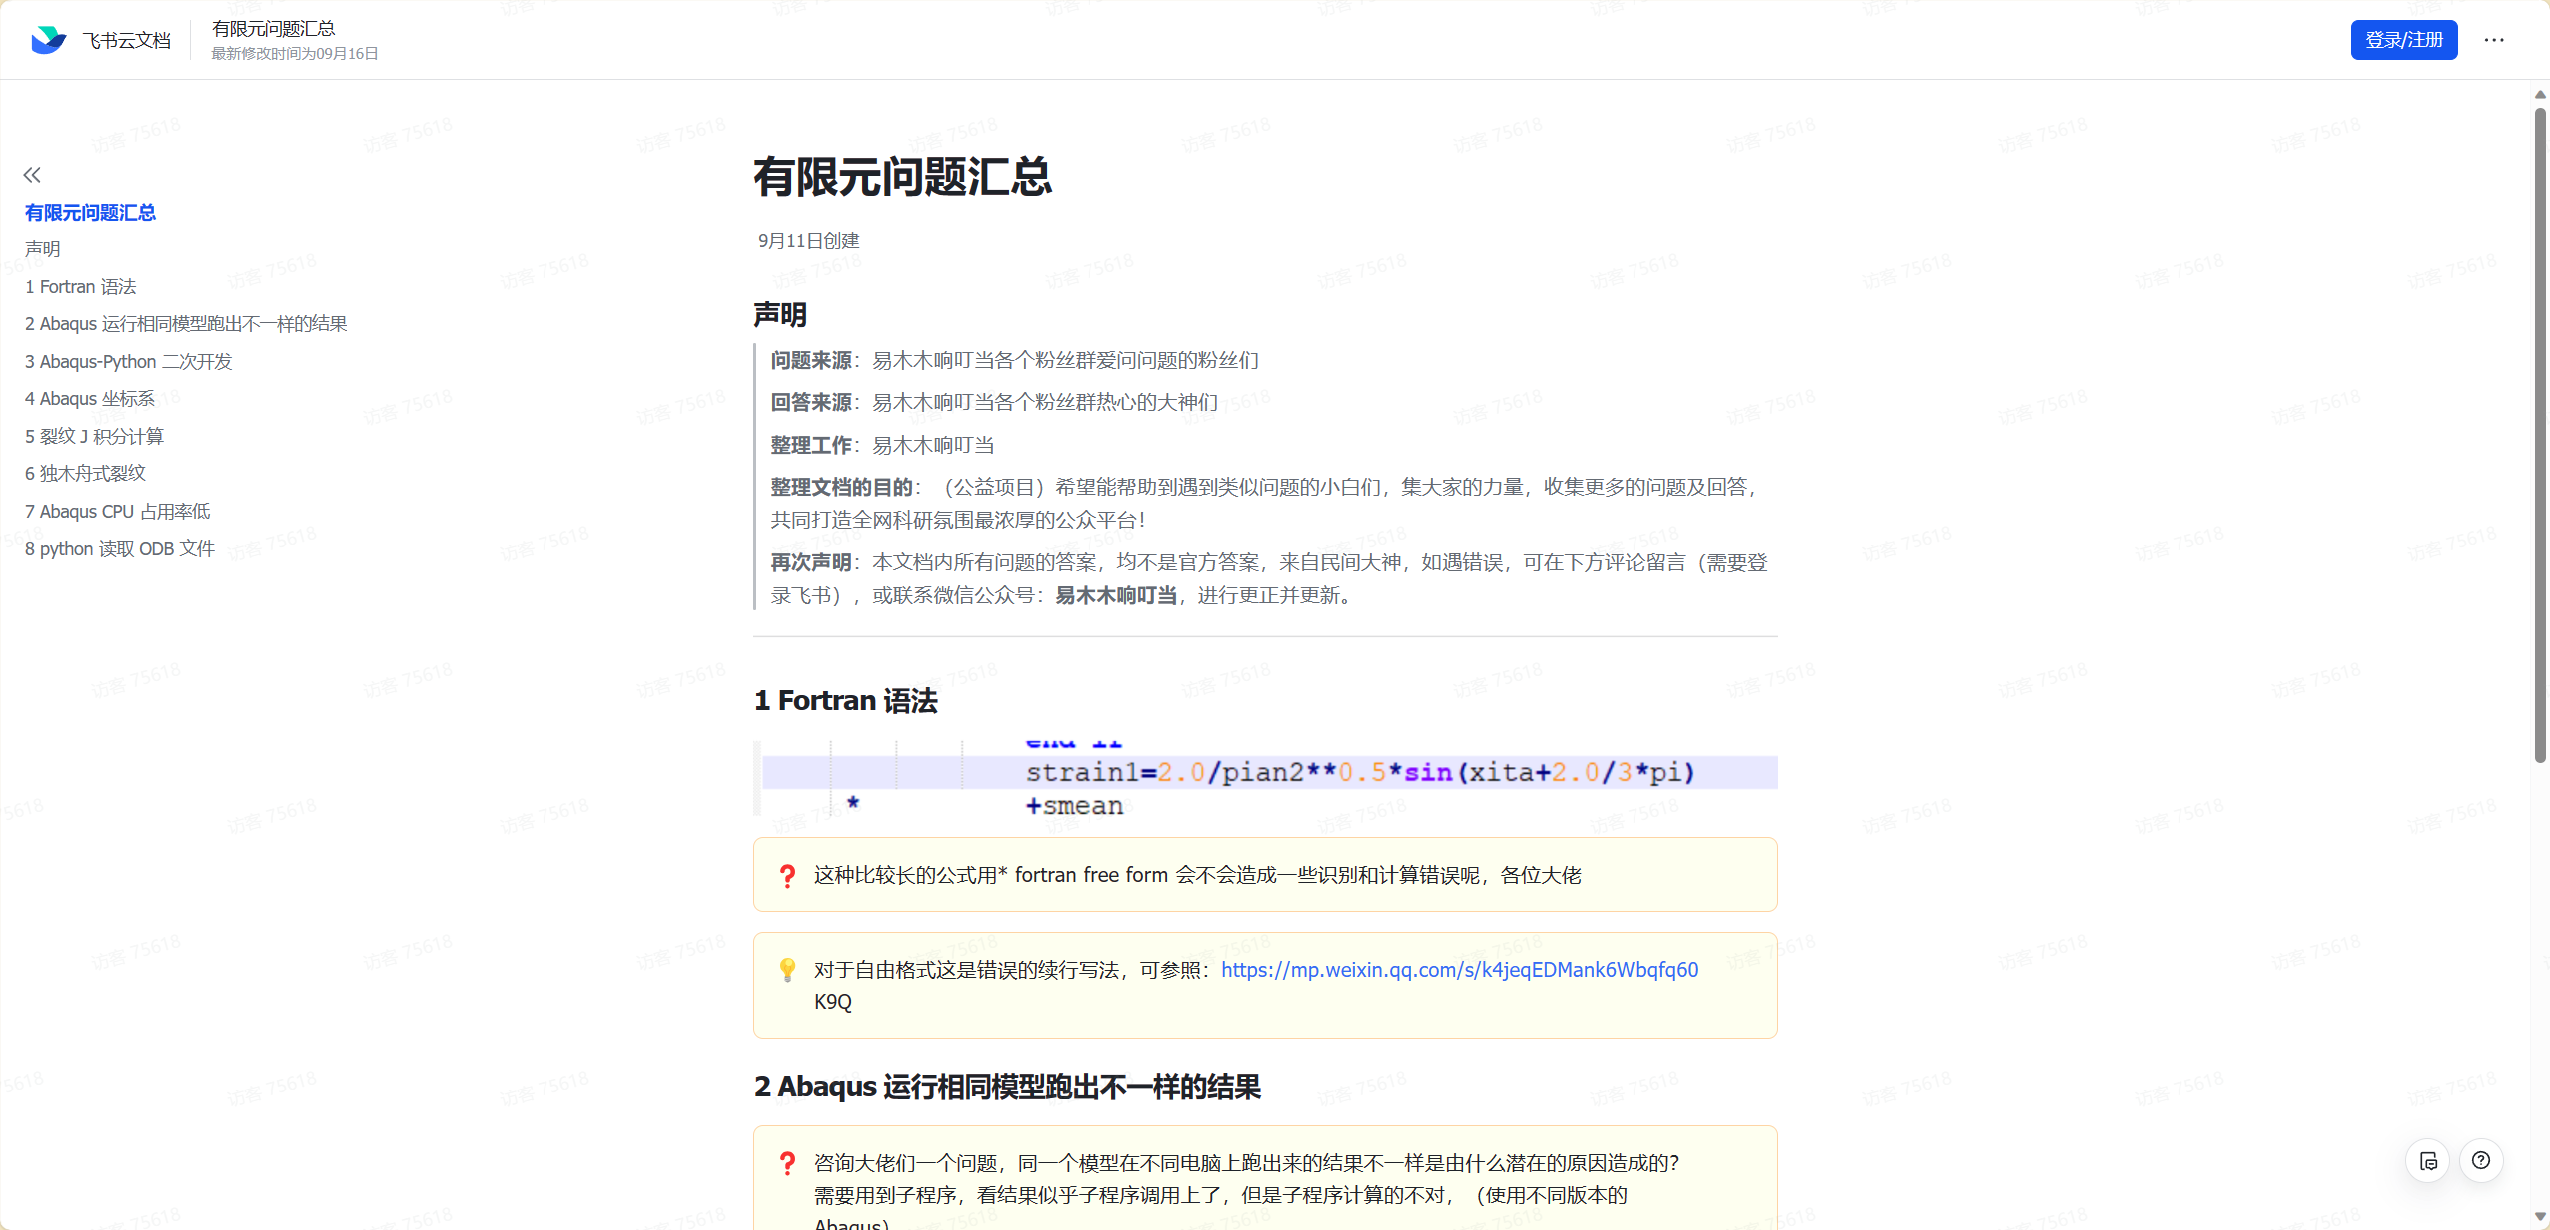 飞书云文档
有限元问题汇总
最新修改时间为09月16日
登录/注册
有限元问题汇总
声明
1 Fortran 语法
2 Abaqus 运行相同模型跑出不一样的结果
3 Abaqus-Python 二次开发
4 Abaqus 坐标系
5 裂纹 J 积分计算
6 独木舟式裂纹
7 Abaqus CPU 占用率低
8 python 读取 ODB 文件
有限元问题汇总
9月11日创建
声明
问题来源：易木木响叮当各个粉丝群爱问问题的粉丝们
回答来源：易木木响叮当各个粉丝群热心的大神们
整理工作：易木木响叮当
整理文档的目的：（公益项目）希望能帮助到遇到类似问题的小白们，集大家的力量，收集更多的问题及回答，
共同打造全网科研氛围最浓厚的公众平台！
再次声明：本文档内所有问题的答案，均不是官方答案，来自民间大神，如遇错误，可在下方评论留言（需要登
录飞书），或联系微信公众号：易木木响叮当，进行更正并更新。
1 Fortran 语法
end if
strain1=2.0/pian2**0.5*sin(xita+2.0/3*pi)
* +smean
❓ 这种比较长的公式用* fortran free form 会不会造成一些识别和计算错误呢，各位大佬
💡 对于自由格式这是错误的续行写法，可参照：https://mp.weixin.qq.com/s/k4jeqEDMank6Wbqfq60
K9Q
2 Abaqus 运行相同模型跑出不一样的结果
❓ 咨询大佬们一个问题，同一个模型在不同电脑上跑出来的结果不一样是由什么潜在的原因造成的？
需要用到子程序，看结果似乎子程序调用上了，但是子程序计算的不对，（使用不同版本的
Abaqus）
访客 75618